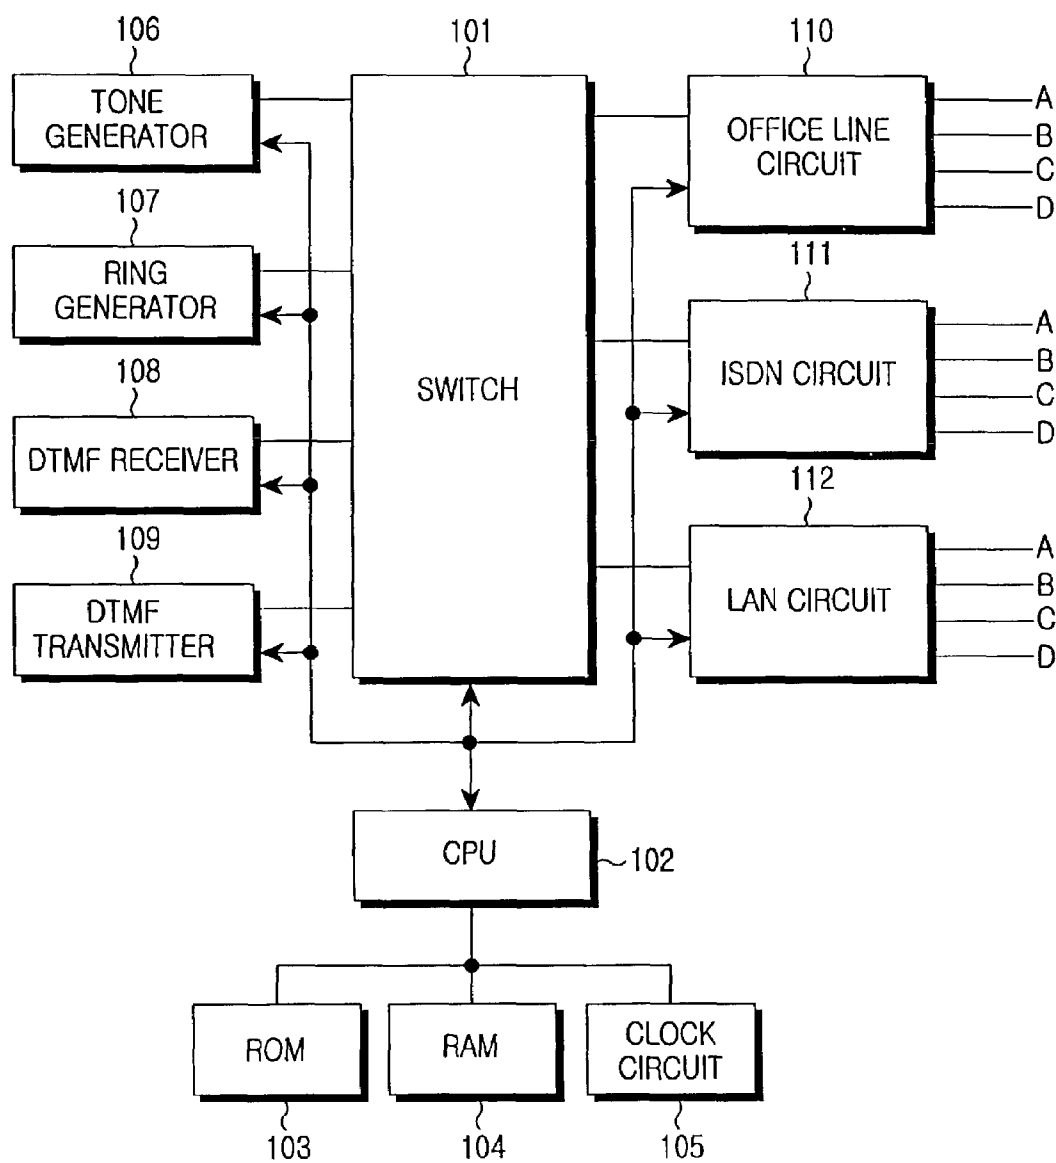 106
TONE
GENERATOR
107
RING
GENERATOR
108
DTMF RECEIVER
109
DTMF
TRANSMITTER
101
SWITCH
110
OFFICE LINE
CIRCUIT
A
B
C
D
111
ISDN CIRCUIT
A
B
C
D
112
LAN CIRCUIT
A
B
C
D
CPU
102
ROM
103
RAM
104
CLOCK
CIRCUIT
105